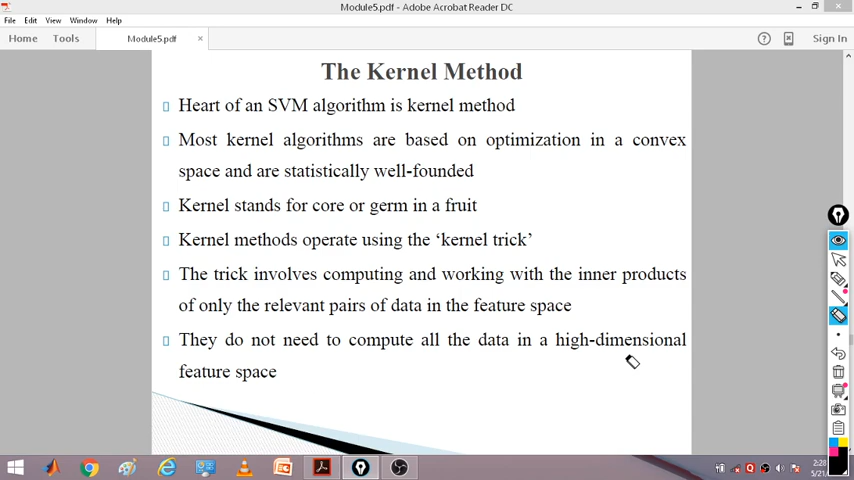 Module5.pdf - Adobe Acrobat Reader DC
File Edit View Window Help
Home Tools Module5.pdf × Sign In
The Kernel Method
Heart of an SVM algorithm is kernel method
Most kernel algorithms are based on optimization in a convex
space and are statistically well-founded
Kernel stands for core or germ in a fruit
Kernel methods operate using the ‘kernel trick’
The trick involves computing and working with the inner products
of only the relevant pairs of data in the feature space
They do not need to compute all the data in a high-dimensional
feature space